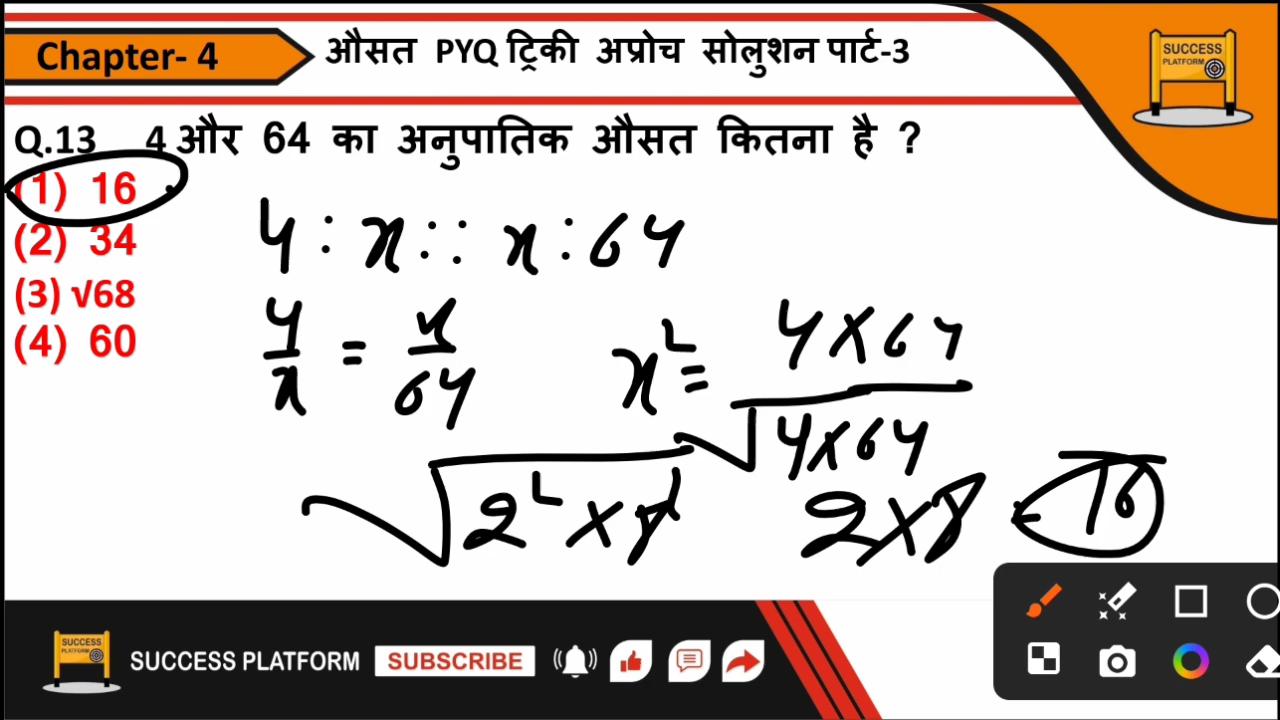 Chapter- 4
औसत PYQ ट्रिकी अप्रोच सोलुशन पार्ट-3
SUCCESS
PLATFORM
Q.13 4 और 64 का अनुपातिक औसत कितना है ?
(1) 16
(2) 34
(3) √68
(4) 60
4 : x :: x : 64
4/x = x/64
x² = 4×64
√4×64
√2²×8² 2×8 = 16
SUCCESS
PLATFORM
SUCCESS PLATFORM
SUBSCRIBE